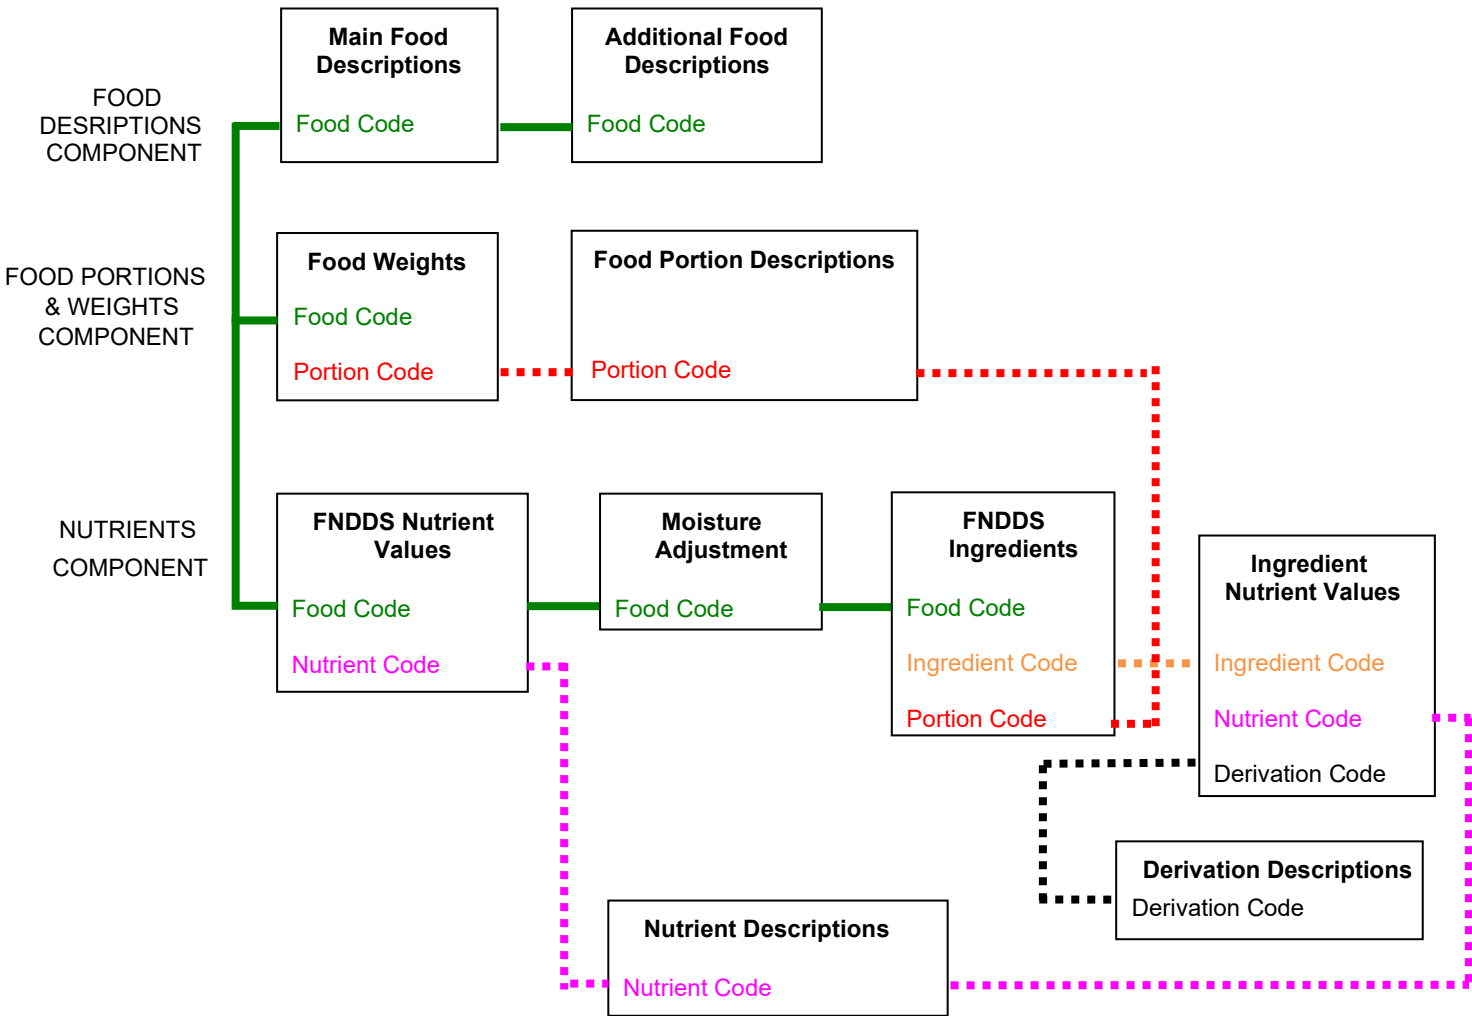 Main Food
Descriptions
Food Code
Additional Food
Descriptions
Food Code
FOOD
DESRIPTIONS
COMPONENT
Food Weights
Food Code
Portion Code
Food Portion Descriptions
Portion Code
FOOD PORTIONS
& WEIGHTS
COMPONENT
NUTRIENTS
COMPONENT
FNDDS Nutrient
Values
Food Code
Nutrient Code
Moisture
Adjustment
Food Code
FNDDS
Ingredients
Food Code
Ingredient Code
Portion Code
Ingredient
Nutrient Values
Ingredient Code
Nutrient Code
Derivation Code
Derivation Descriptions
Derivation Code
Nutrient Descriptions
Nutrient Code